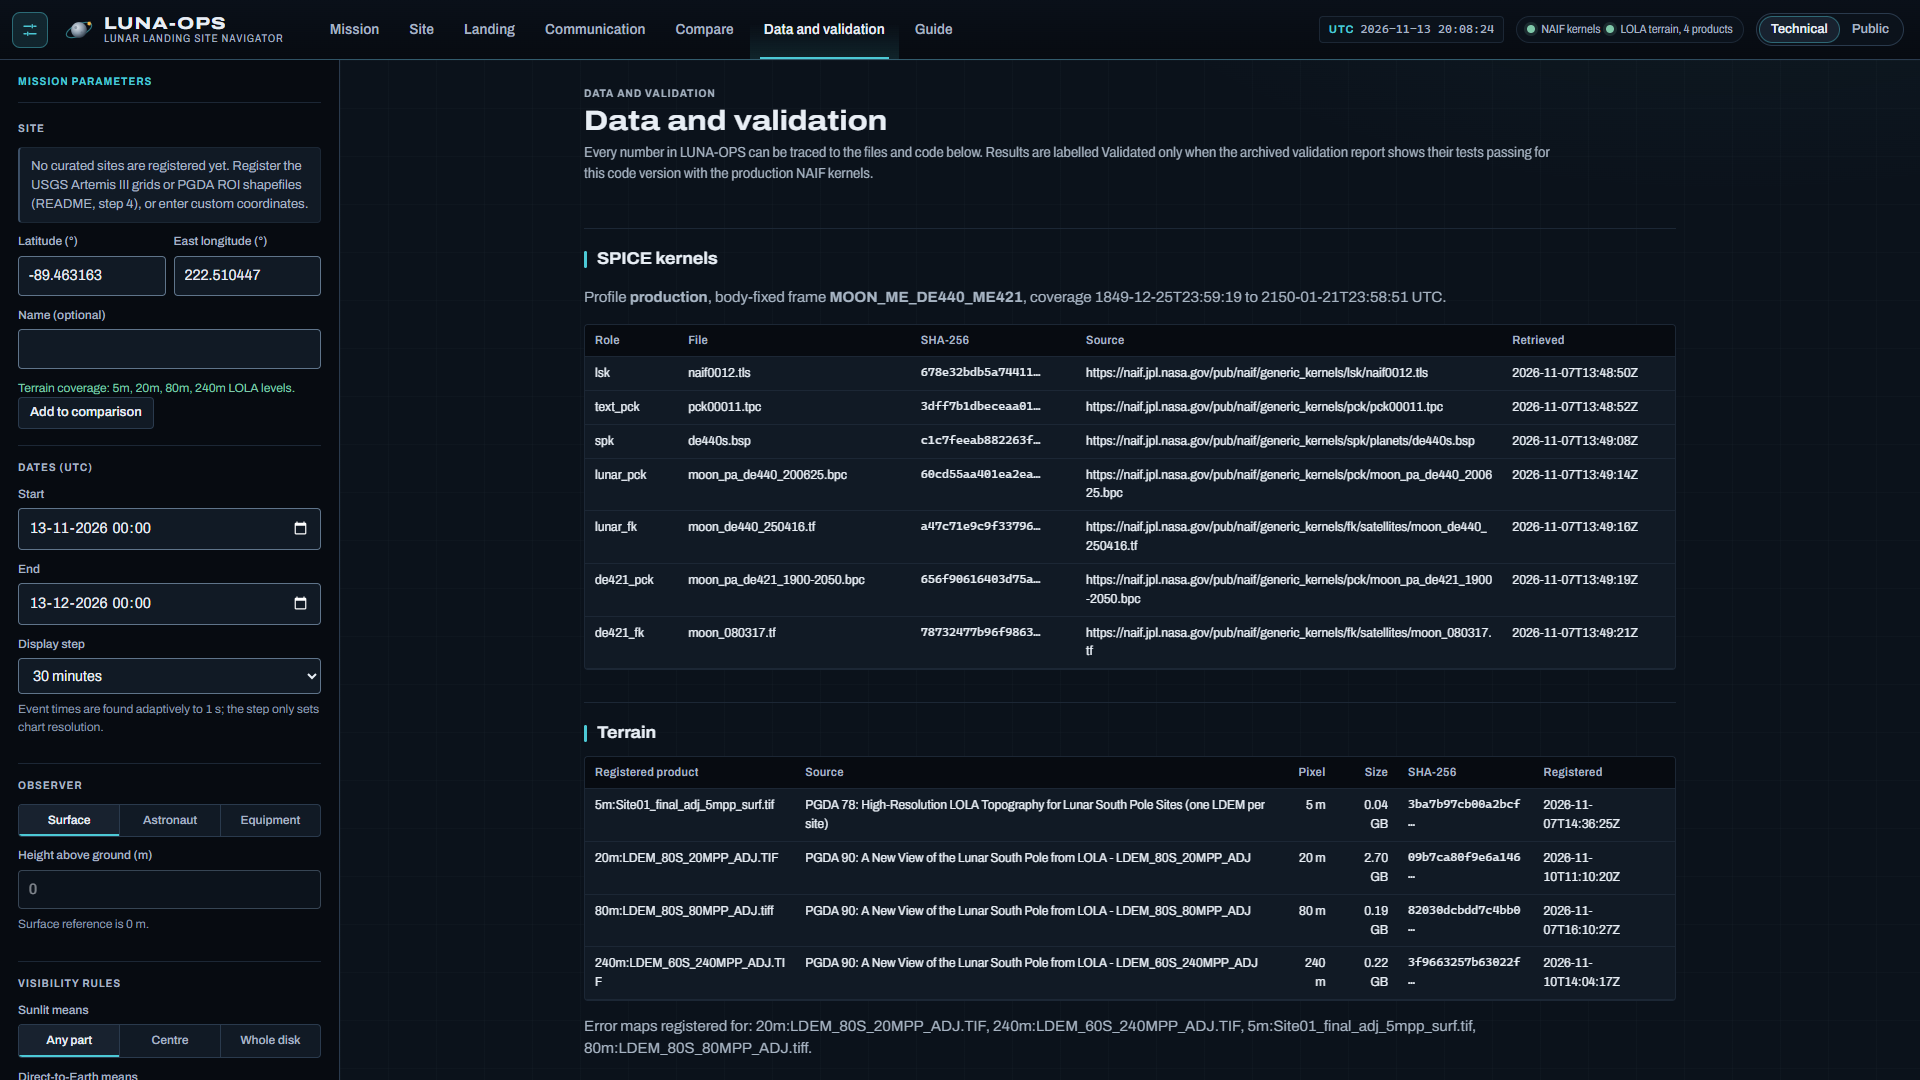 LUNA-OPS
LUNAR LANDING SITE NAVIGATOR
Mission
Site
Landing
Communication
Compare
Data and validation
Guide
UTC 2026-11-13 20:08:24
NAIF kernels
LOLA terrain, 4 products
Technical
Public
MISSION PARAMETERS
SITE
No curated sites are registered yet. Register the
USGS Artemis III grids or PGDA ROI shapefiles
(README, step 4), or enter custom coordinates.
Latitude (°)
East longitude (°)
-89.463163
222.510447
Name (optional)
Terrain coverage: 5m, 20m, 80m, 240m LOLA levels.
Add to comparison
DATES (UTC)
Start
13-11-2026 00:00
End
13-12-2026 00:00
Display step
30 minutes
Event times are found adaptively to 1 s; the step only sets
chart resolution.
OBSERVER
Surface
Astronaut
Equipment
Height above ground (m)
0
Surface reference is 0 m.
VISIBILITY RULES
Sunlit means
Any part
Centre
Whole disk
Direct-to-Earth means
DATA AND VALIDATION
Data and validation
Every number in LUNA-OPS can be traced to the files and code below. Results are labelled Validated only when the archived validation report shows their tests passing for
this code version with the production NAIF kernels.
SPICE kernels
Profile production, body-fixed frame MOON_ME_DE440_ME421, coverage 1849-12-25T23:59:19 to 2150-01-21T23:58:51 UTC.
Role File SHA-256 Source Retrieved
lsk naif0012.tls 678e32bdb5a74411… https://naif.jpl.nasa.gov/pub/naif/generic_kernels/lsk/naif0012.tls 2026-11-07T13:48:50Z
text_pck pck00011.tpc 3dff7b1dbeceaa01… https://naif.jpl.nasa.gov/pub/naif/generic_kernels/pck/pck00011.tpc 2026-11-07T13:48:52Z
spk de440s.bsp c1c7feeab882263f… https://naif.jpl.nasa.gov/pub/naif/generic_kernels/spk/planets/de440s.bsp 2026-11-07T13:49:08Z
lunar_pck moon_pa_de440_200625.bpc 60cd55aa401ea2ea… https://naif.jpl.nasa.gov/pub/naif/generic_kernels/pck/moon_pa_de440_2006 2026-11-07T13:49:14Z
25.bpc
lunar_fk moon_de440_250416.tf a47c71e9c9f33796… https://naif.jpl.nasa.gov/pub/naif/generic_kernels/fk/satellites/moon_de440_ 2026-11-07T13:49:16Z
250416.tf
de421_pck moon_pa_de421_1900-2050.bpc 656f90616403d75a… https://naif.jpl.nasa.gov/pub/naif/generic_kernels/pck/moon_pa_de421_1900 2026-11-07T13:49:19Z
-2050.bpc
de421_fk moon_080317.tf 78732477b96f9863… https://naif.jpl.nasa.gov/pub/naif/generic_kernels/fk/satellites/moon_080317. 2026-11-07T13:49:21Z
tf
Terrain
Registered product Source Pixel Size SHA-256 Registered
5m:Site01_final_adj_5mpp_surf.tif PGDA 78: High-Resolution LOLA Topography for Lunar South Pole Sites (one LDEM per 5 m 0.04 3ba7b97cb00a2bcf 2026-11-
site) GB … 07T14:36:25Z
20m:LDEM_80S_20MPP_ADJ.TIF PGDA 90: A New View of the Lunar South Pole from LOLA - LDEM_80S_20MPP_ADJ 20 m 2.70 09b7ca80f9e6a146 2026-11-
GB … 10T11:10:20Z
80m:LDEM_80S_80MPP_ADJ.tiff PGDA 90: A New View of the Lunar South Pole from LOLA - LDEM_80S_80MPP_ADJ 80 m 0.19 82030dcbdd7c4bb0 2026-11-
GB … 07T16:10:27Z
240m:LDEM_60S_240MPP_ADJ.TI PGDA 90: A New View of the Lunar South Pole from LOLA - LDEM_60S_240MPP_ADJ 240 0.22 3f9663257b63022f 2026-11-
F m GB … 10T14:04:17Z
Error maps registered for: 20m:LDEM_80S_20MPP_ADJ.TIF, 240m:LDEM_60S_240MPP_ADJ.TIF, 5m:Site01_final_adj_5mpp_surf.tif,
80m:LDEM_80S_80MPP_ADJ.tiff.